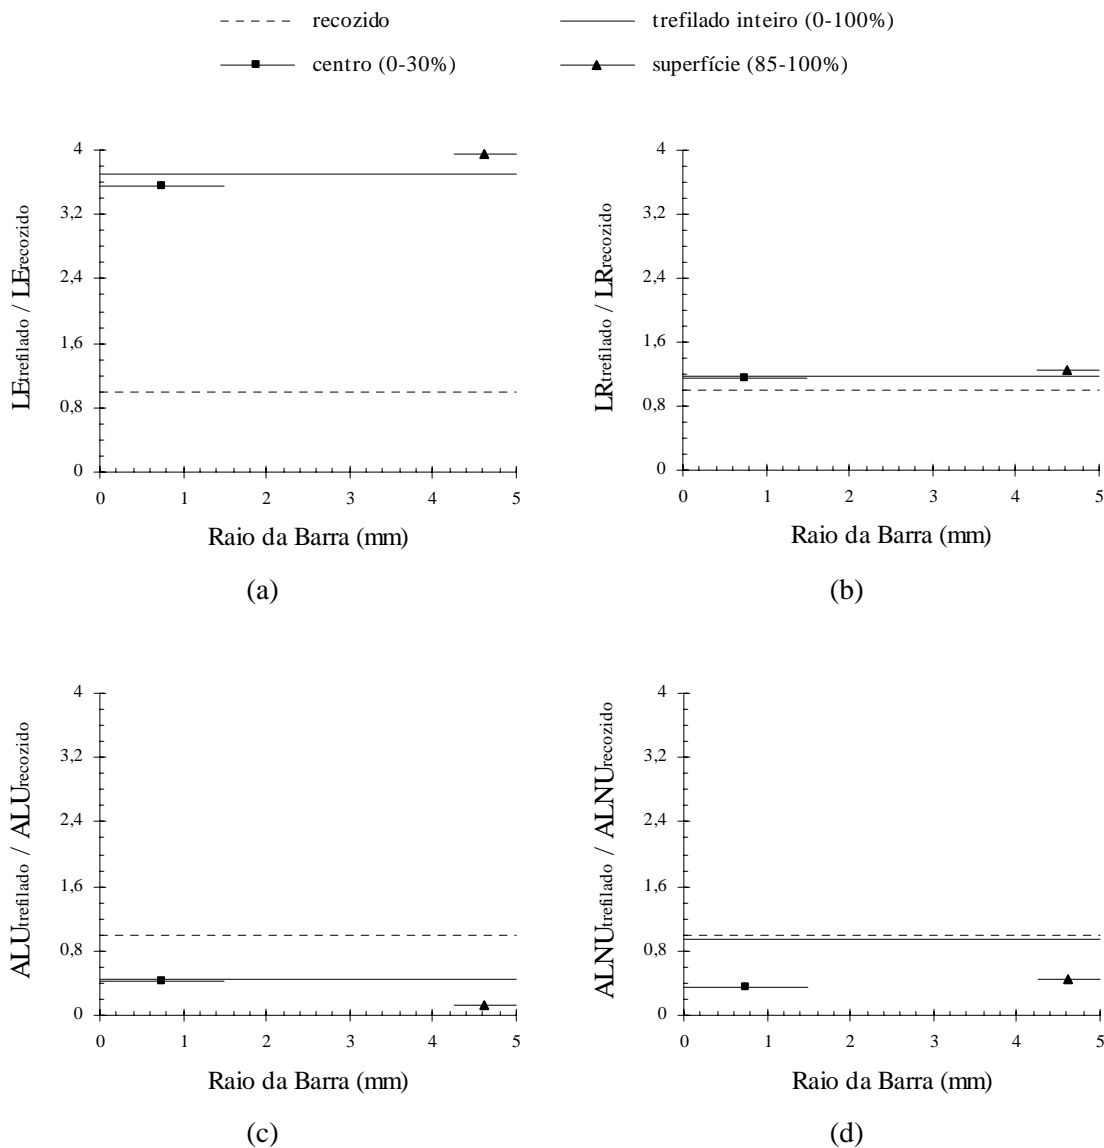 recozido
trefilado inteiro (0-100%)
centro (0-30%)
superfície (85-100%)
LEtrefilado / LErecozido
4
3,2
2,4
1,6
0,8
0
0 1 2 3 4 5
Raio da Barra (mm)
(a)
LRtrefilado / LRrecozido
4
3,2
2,4
1,6
0,8
0
0 1 2 3 4 5
Raio da Barra (mm)
(b)
ALUtrefilado / ALUrecozido
4
3,2
2,4
1,6
0,8
0
0 1 2 3 4 5
Raio da Barra (mm)
(c)
ALNUtrefilado / ALNUrecozido
4
3,2
2,4
1,6
0,8
0
0 1 2 3 4 5
Raio da Barra (mm)
(d)